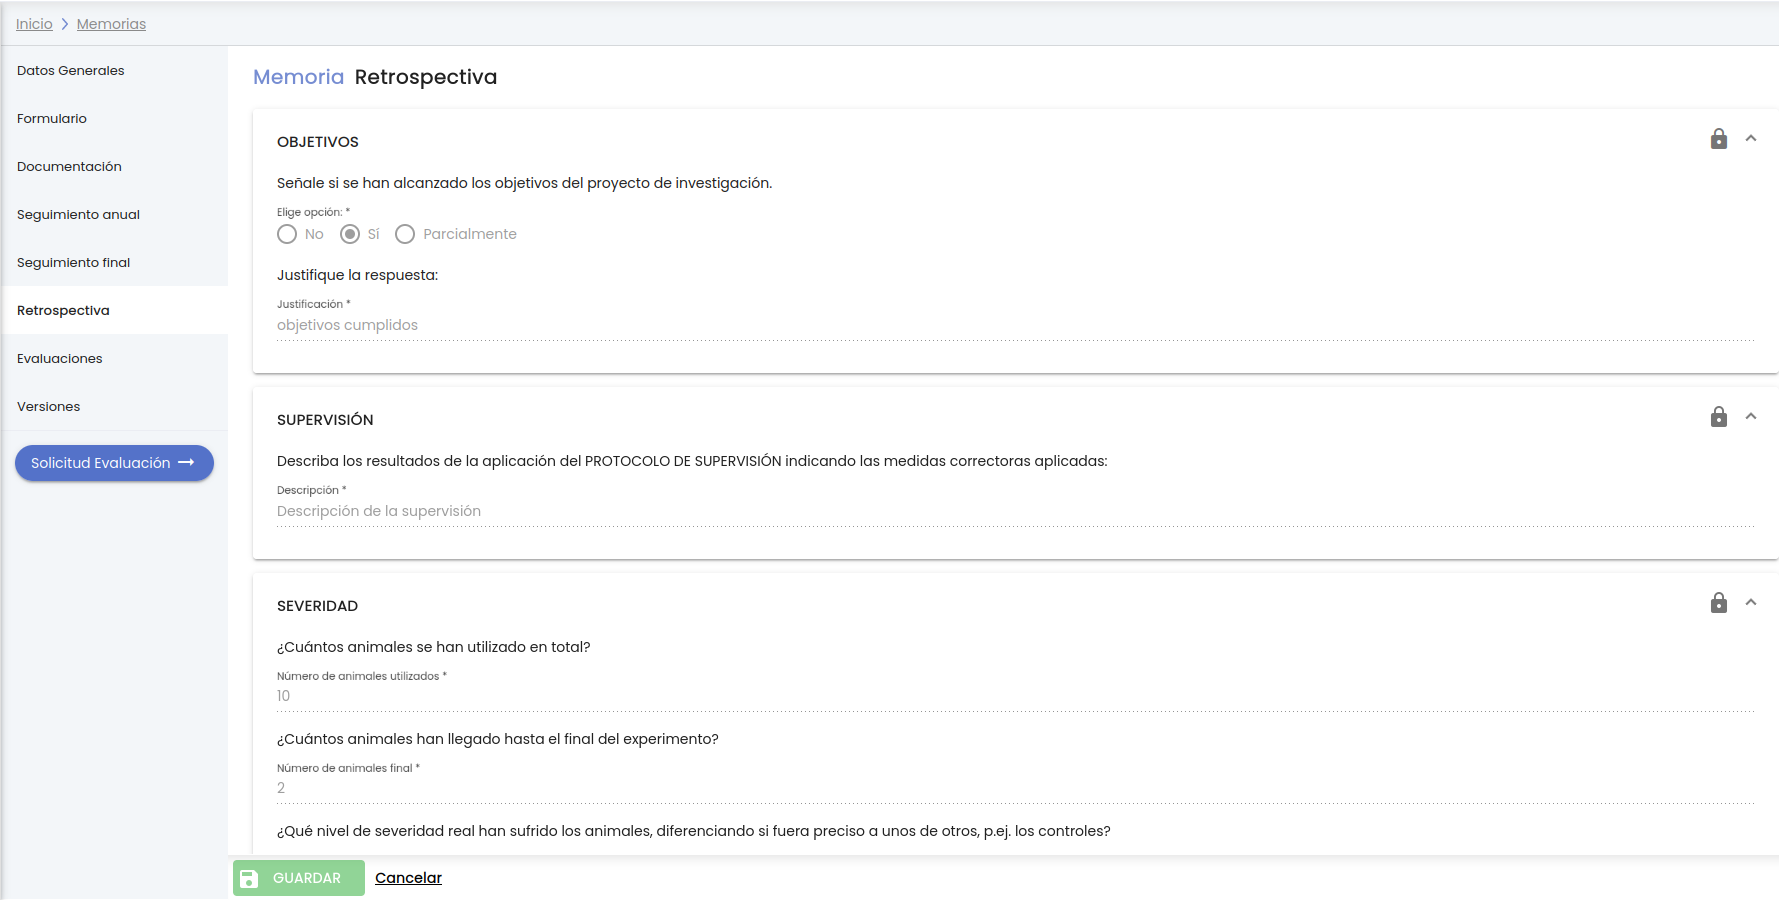 Inicio > Memorias
Datos Generales
Formulario
Documentación
Seguimiento anual
Seguimiento final
Retrospectiva
Evaluaciones
Versiones
Solicitud Evaluación →
Memoria Retrospectiva
OBJETIVOS
Señale si se han alcanzado los objetivos del proyecto de investigación.
Elige opción: *
No Sí Parcialmente
Justifique la respuesta:
Justificación *
objetivos cumplidos
SUPERVISIÓN
Describa los resultados de la aplicación del PROTOCOLO DE SUPERVISIÓN indicando las medidas correctoras aplicadas:
Descripción *
Descripción de la supervisión
SEVERIDAD
¿Cuántos animales se han utilizado en total?
Número de animales utilizados *
10
¿Cuántos animales han llegado hasta el final del experimento?
Número de animales final *
2
¿Qué nivel de severidad real han sufrido los animales, diferenciando si fuera preciso a unos de otros, p.ej. los controles?
GUARDAR Cancelar